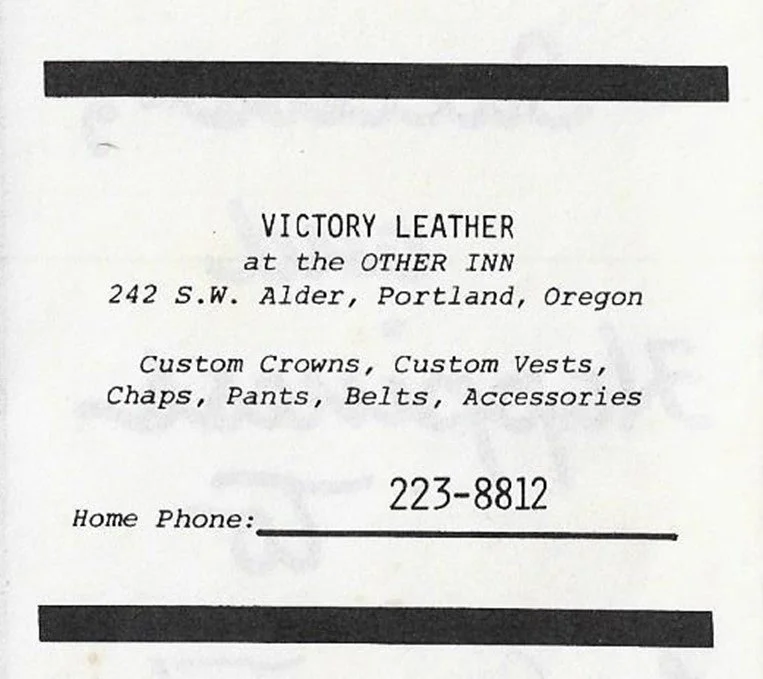 VICTORY LEATHER
at the OTHER INN
242 S.W. Alder, Portland, Oregon
Custom Crowns, Custom Vests,
Chaps, Pants, Belts, Accessories
223-8812
Home Phone: